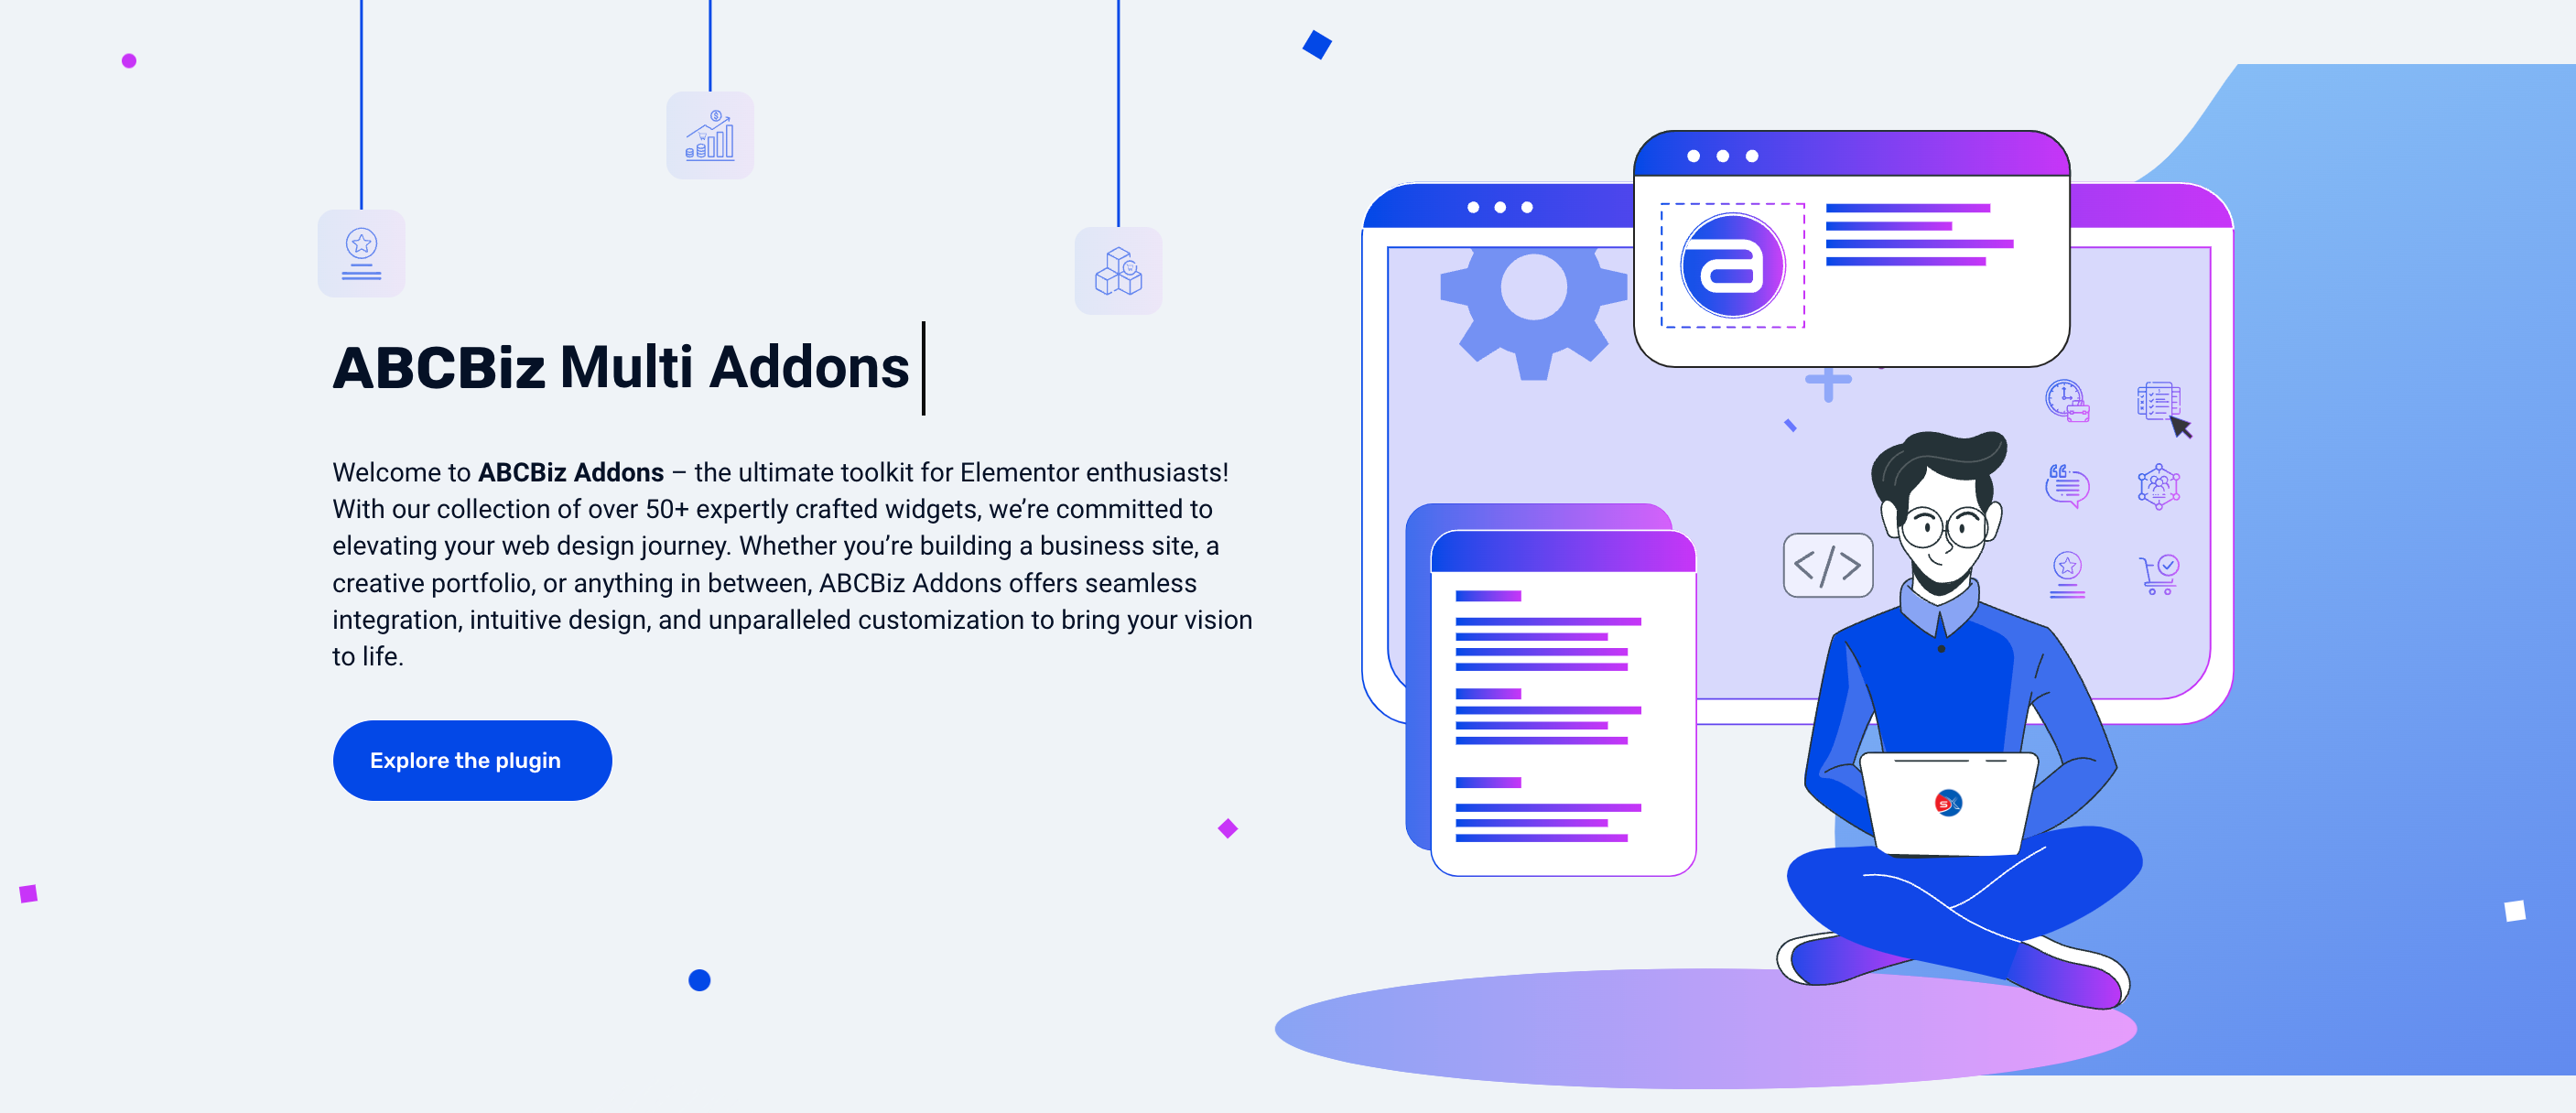 ABCBiz Multi Addons
Welcome to ABCBiz Addons – the ultimate toolkit for Elementor enthusiasts!
With our collection of over 50+ expertly crafted widgets, we’re committed to
elevating your web design journey. Whether you’re building a business site, a
creative portfolio, or anything in between, ABCBiz Addons offers seamless
integration, intuitive design, and unparalleled customization to bring your vision
to life.
Explore the plugin
a
</>
SX